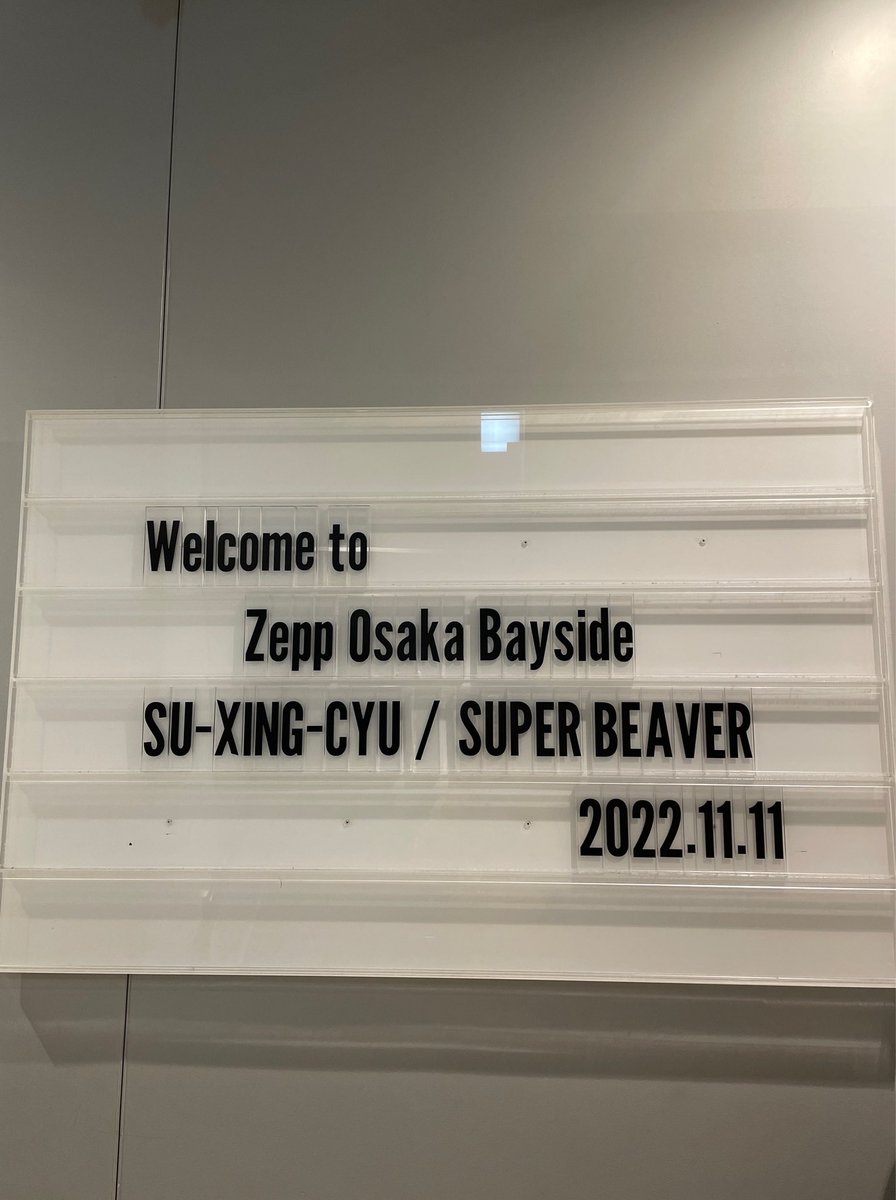 Welcome to
Zepp Osaka Bayside
SU-XING-CYU / SUPER BEAVER
2022.11.11